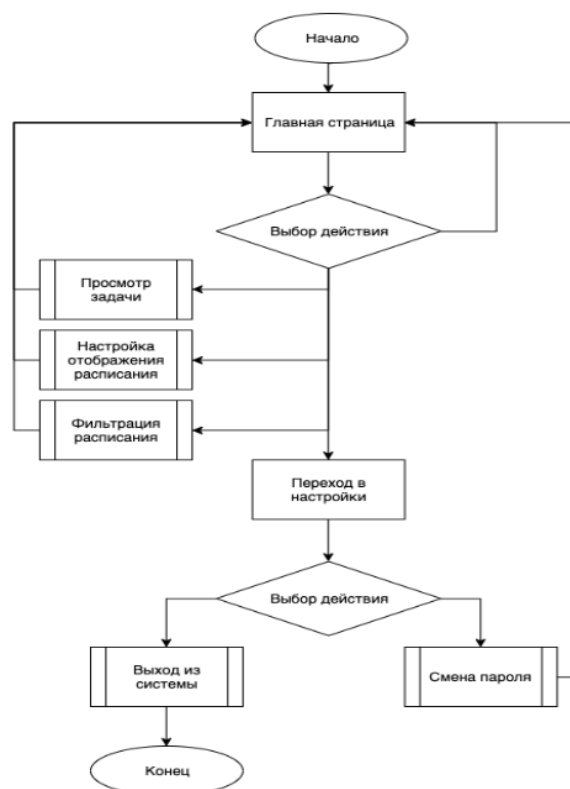 Начало
Главная страница
Выбор действия
Просмотр
задачи
Настройка
отображения
расписания
Фильтрация
расписания
Переход в
настройки
Выбор действия
Выход из
системы
Смена пароля
Конец